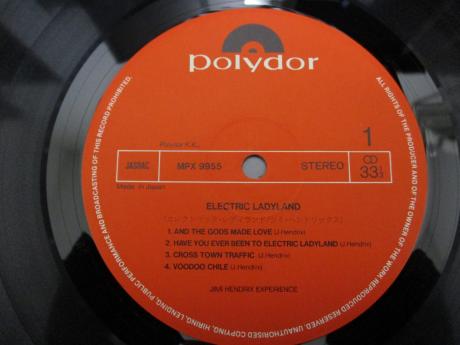 polydor
ALL RIGHTS OF THE PRODUCER AND OF THE OWNER OF THE WORK REPRODUCED RESERVED. UNAUTHORISED COPYING, HIRING, LENDING, PUBLIC PERFORMANCE AND BROADCASTING OF THIS RECORD PROHIBITED.
Polydor K.K.,
1
JASRAC MPX 9955 STEREO 33⅓
Made in Japan
ELECTRIC LADYLAND
(エレクトリック・レディランド/ジミ・ヘンドリックス)
1. AND THE GODS MADE LOVE (J.Hendrix)
2. HAVE YOU EVER BEEN TO ELECTRIC LADYLAND (J.Hendrix)
3. CROSS TOWN TRAFFIC (J.Hendrix)
4. VOODOO CHILE (J.Hendrix)
JIMI HENDRIX EXPERIENCE